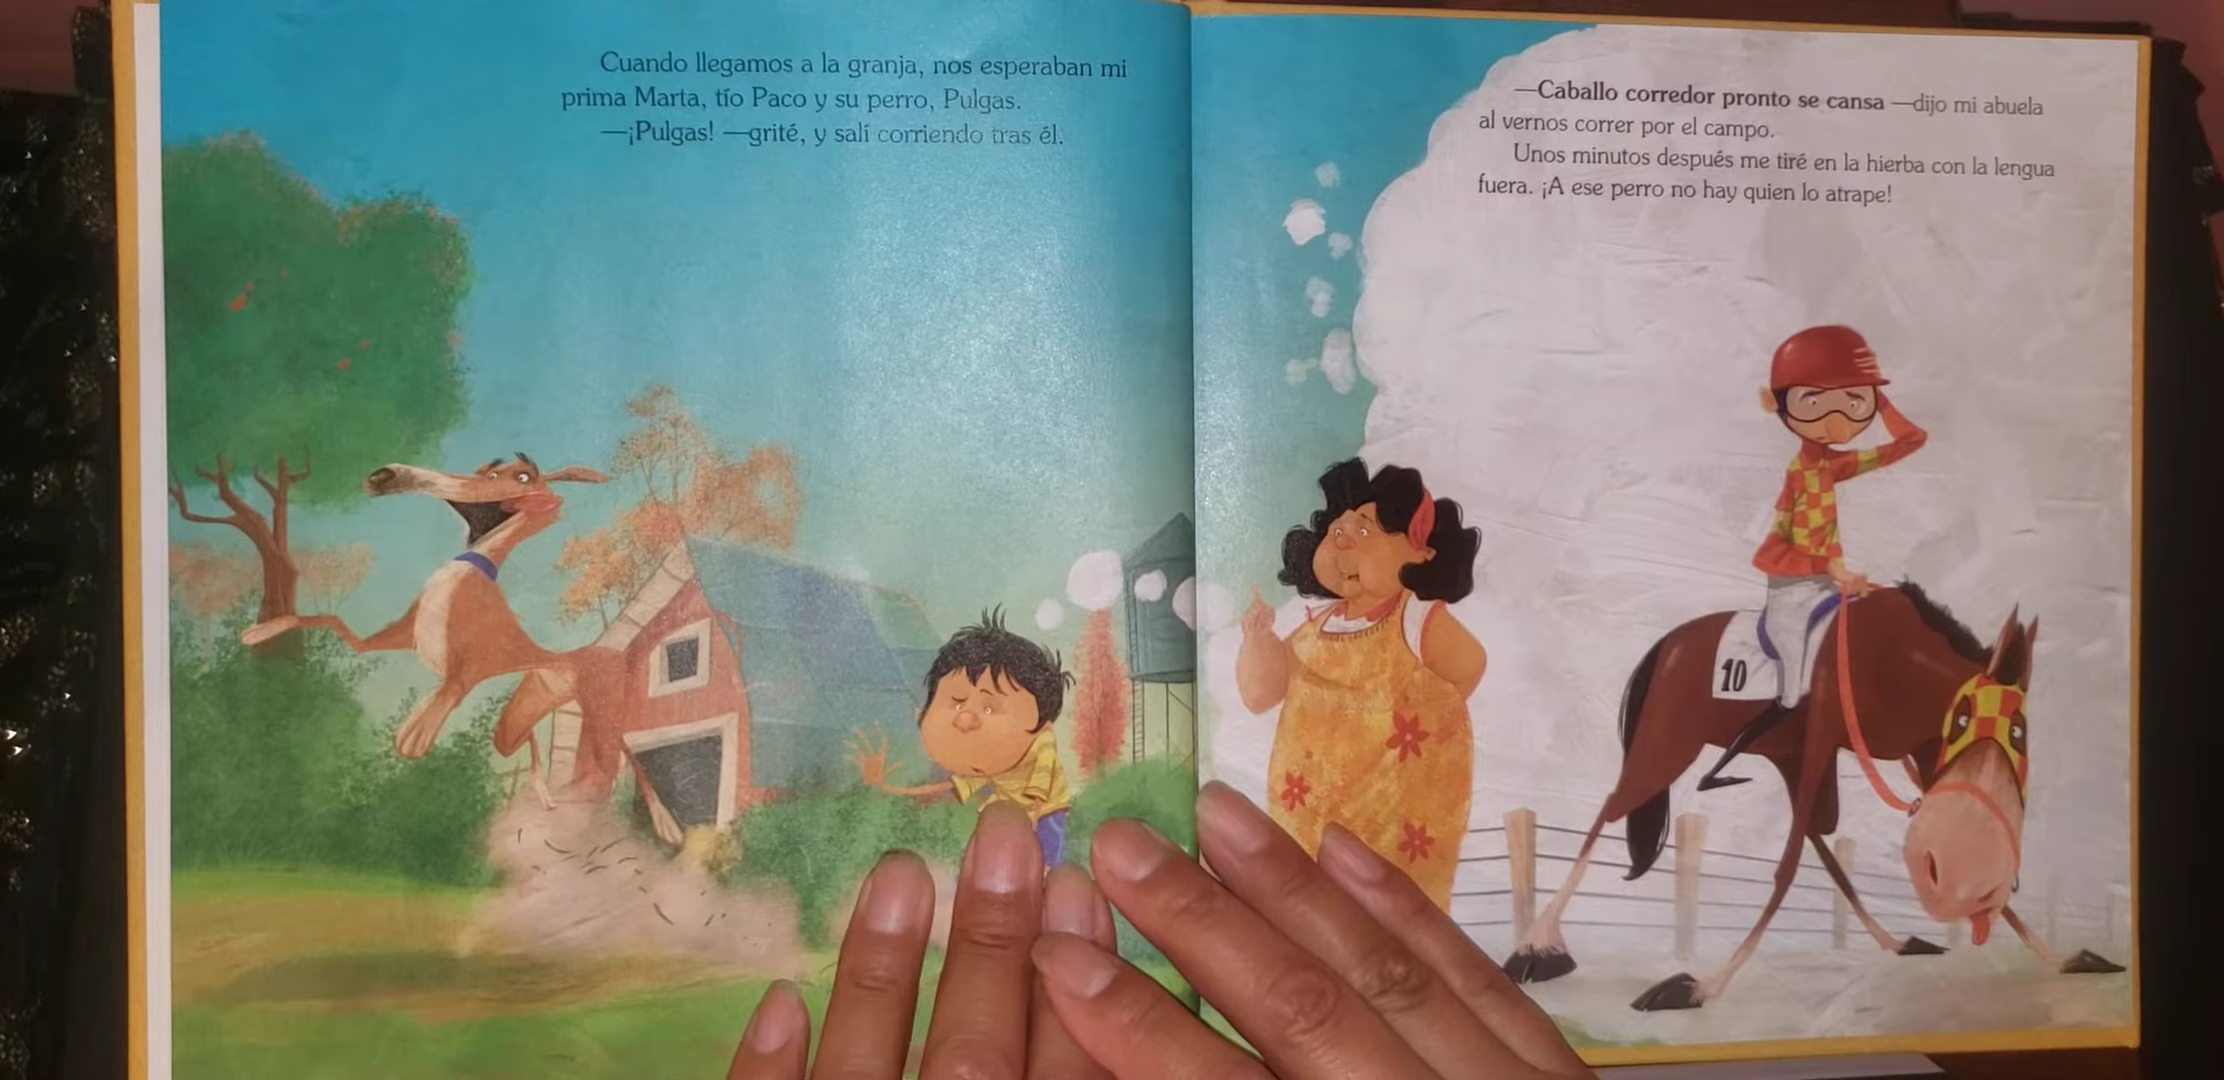 Cuando llegamos a la granja, nos esperaban mi
prima Marta, tío Paco y su perro, Pulgas.
—¡Pulgas! —grité, y salí corriendo tras él.
—Caballo corredor pronto se cansa —dijo mi abuela
al vernos correr por el campo.
Unos minutos después me tiré en la hierba con la lengua
fuera. ¡A ese perro no hay quien lo atrape!
10